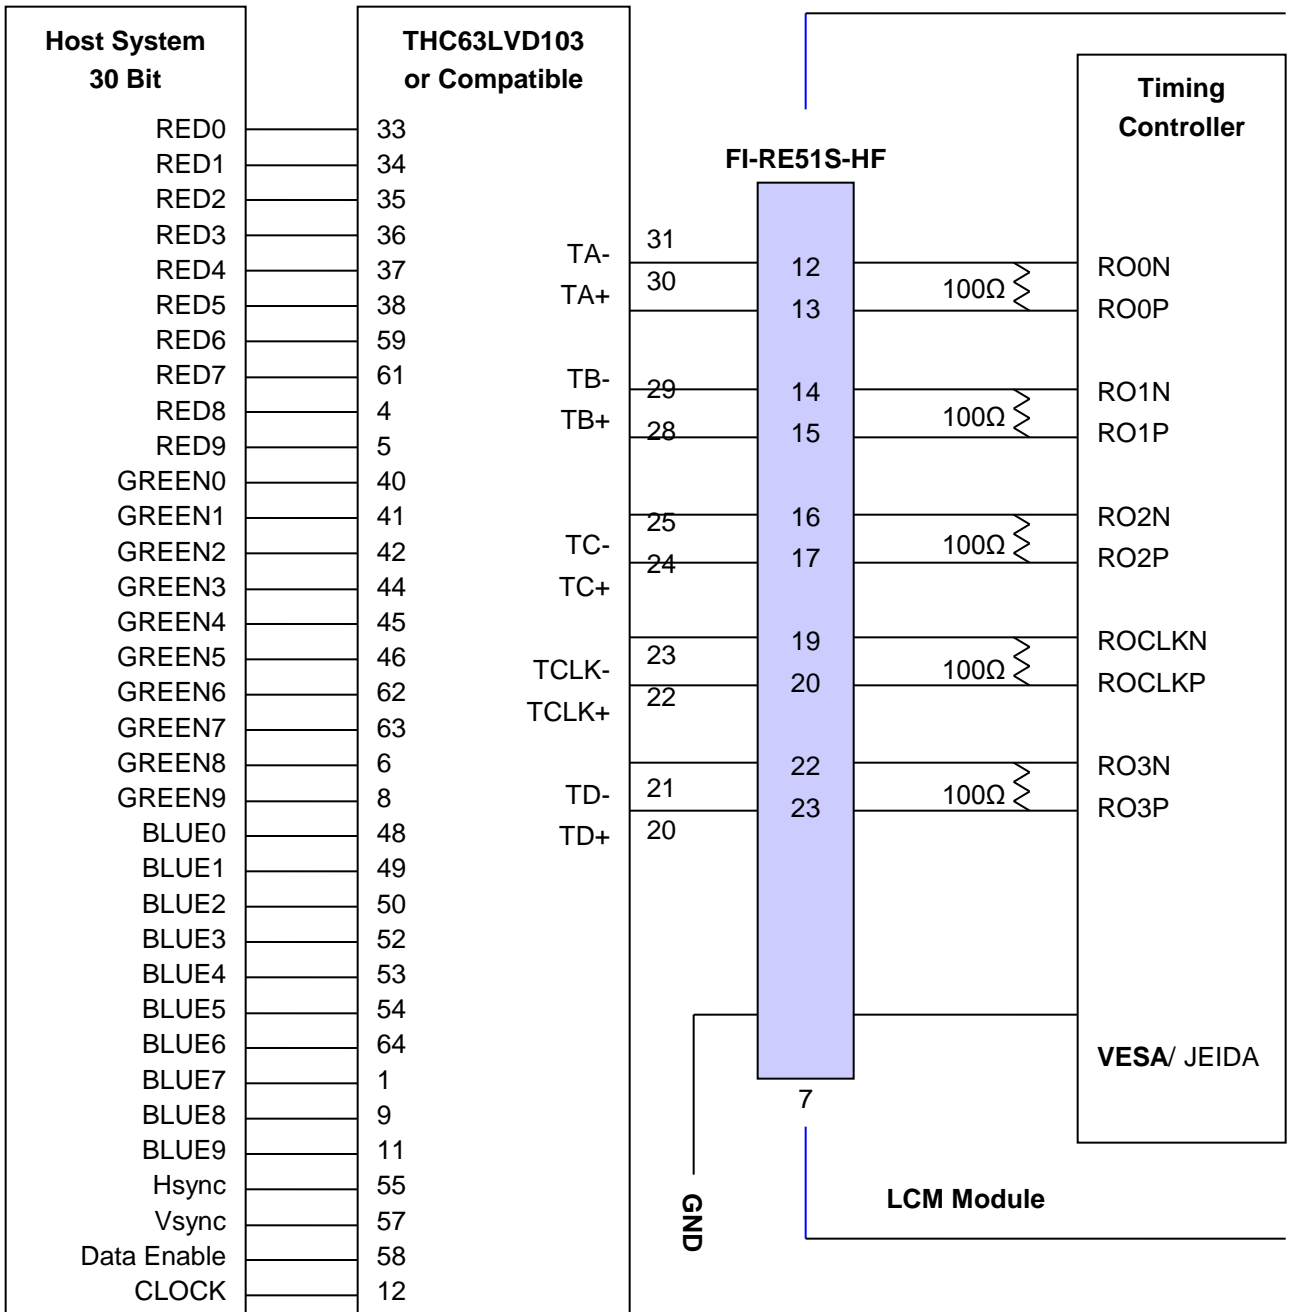 Host System
30 Bit
RED0
RED1
RED2
RED3
RED4
RED5
RED6
RED7
RED8
RED9
GREEN0
GREEN1
GREEN2
GREEN3
GREEN4
GREEN5
GREEN6
GREEN7
GREEN8
GREEN9
BLUE0
BLUE1
BLUE2
BLUE3
BLUE4
BLUE5
BLUE6
BLUE7
BLUE8
BLUE9
Hsync
Vsync
Data Enable
CLOCK
THC63LVD103
or Compatible
33
34
35
36
37
38
59
61
4
5
40
41
42
44
45
46
62
63
6
8
48
49
50
52
53
54
64
1
9
11
55
57
58
12
TA-
TA+
TB-
TB+
TC-
TC+
TCLK-
TCLK+
TD-
TD+
31
30
29
28
25
24
23
22
21
20
FI-RE51S-HF
12
13
14
15
16
17
19
20
22
23
7
GND
100Ω
100Ω
100Ω
100Ω
100Ω
Timing
Controller
RO0N
RO0P
RO1N
RO1P
RO2N
RO2P
ROCLKN
ROCLKP
RO3N
RO3P
VESA/ JEIDA
LCM Module